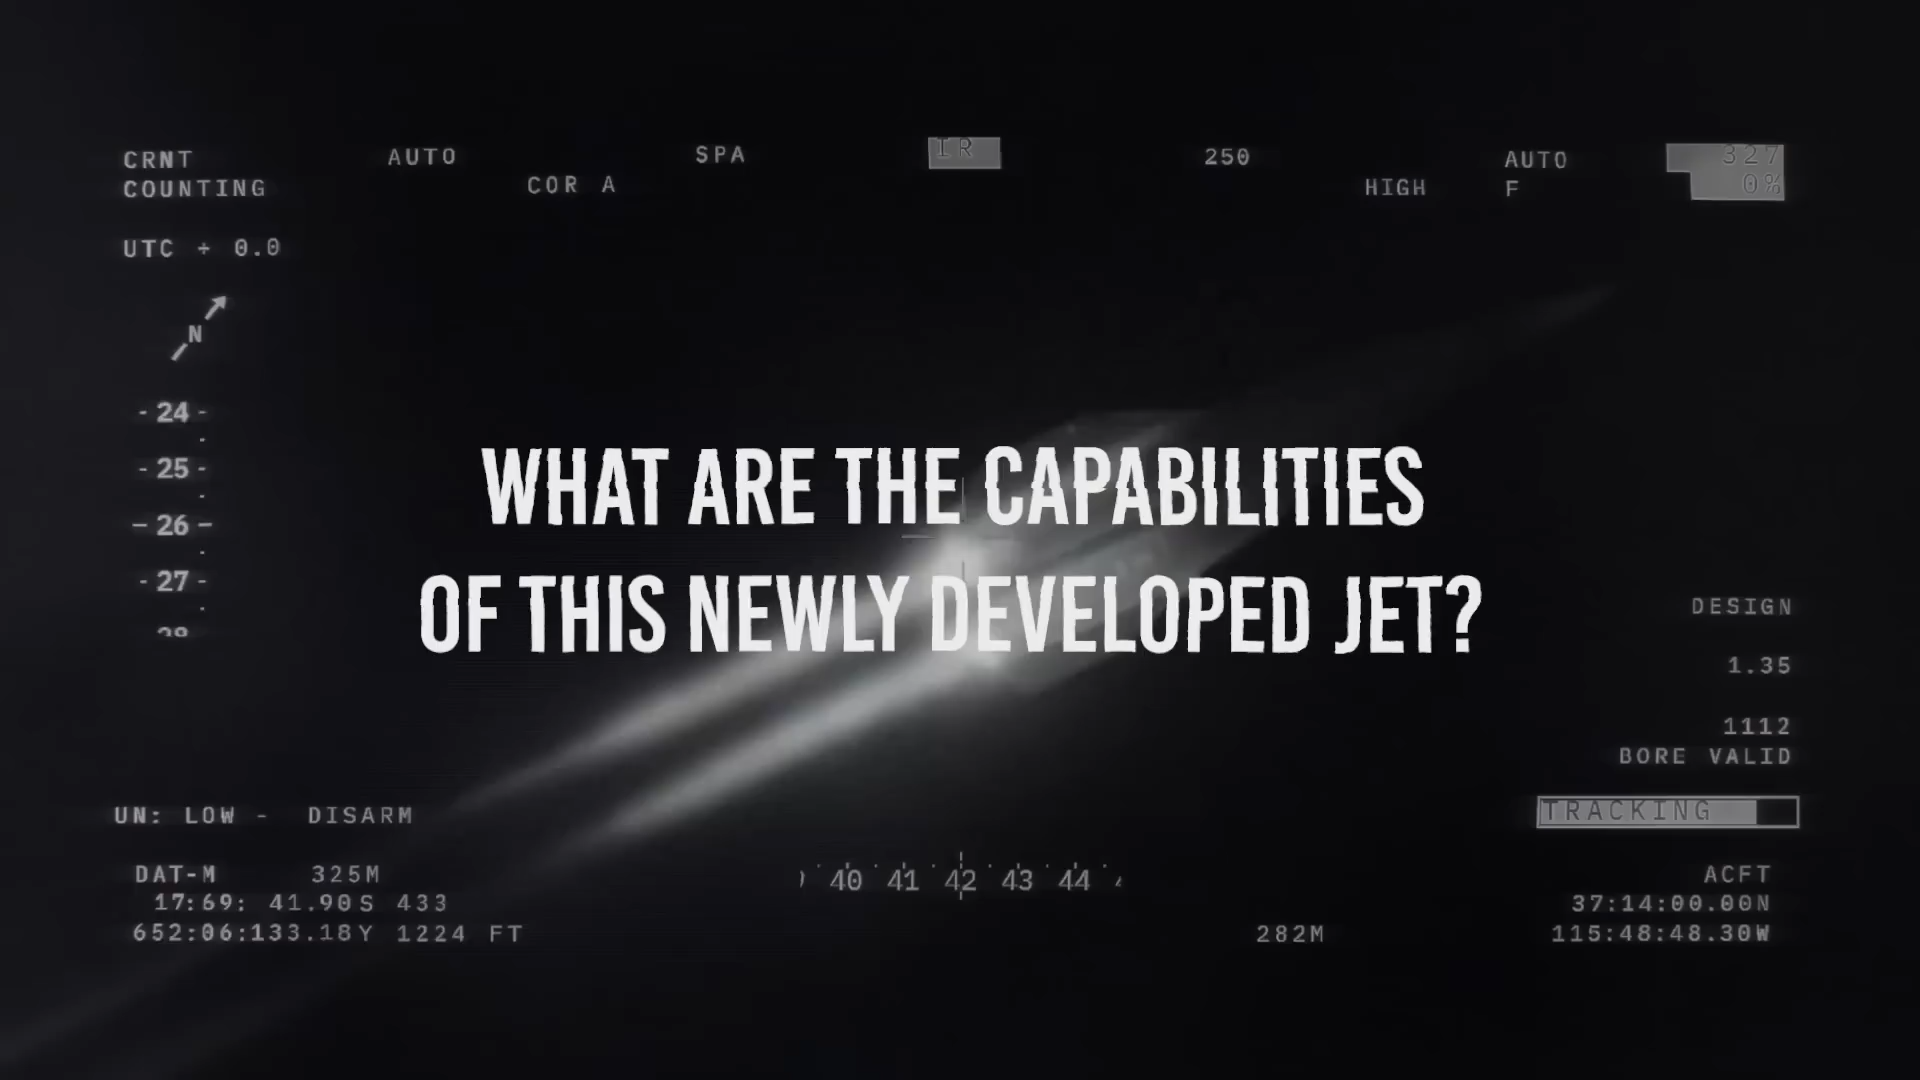 CRNT
COUNTING
AUTO
COR A
SPA
IR
250
HIGH
AUTO
F
327
0%
UTC + 0.0
N
-24-
-25-
-26-
-27-
WHAT ARE THE CAPABILITIES
OF THIS NEWLY DEVELOPED JET?
DESIGN
1.35
1112
BORE VALID
TRACKING
UN: LOW - DISARM
DAT-M 325M
17:69: 41.90S 433
652:06:133.18Y 1224 FT
40 41 42 43 44
282M
ACFT
37:14:00.00N
115:48:48.30W